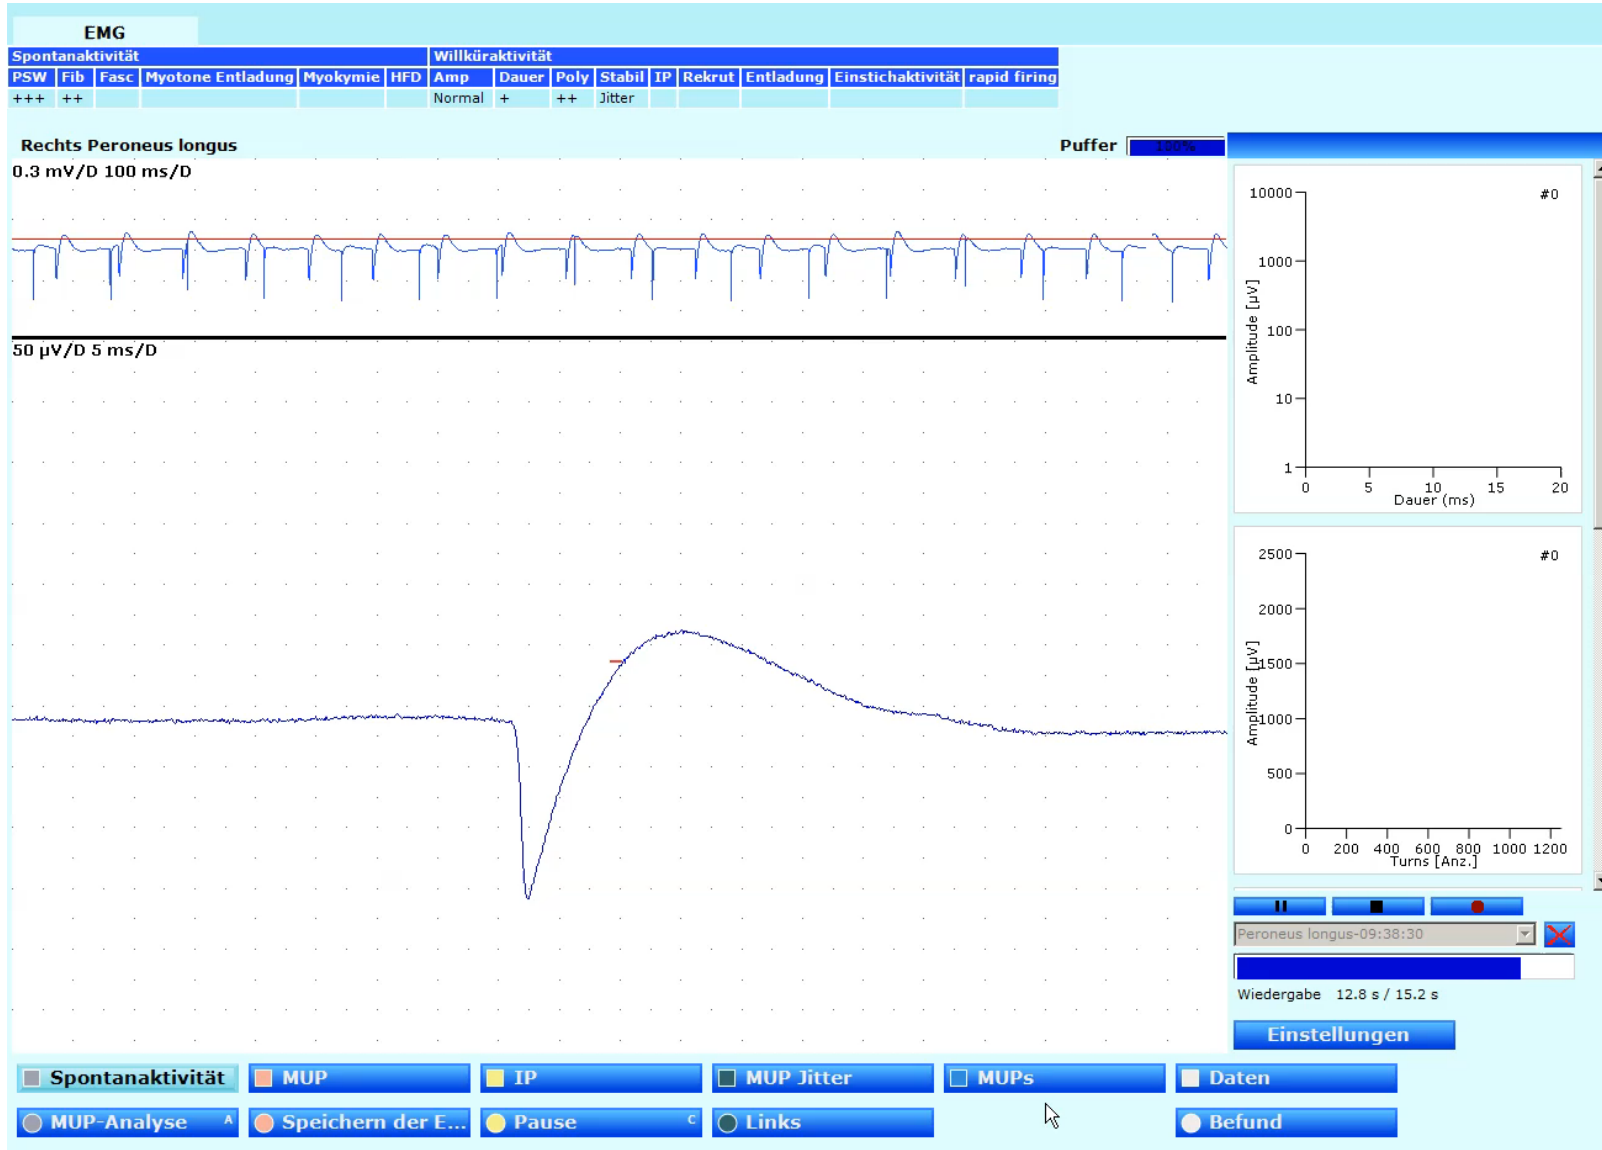 EMG
Spontanaktivität Willküraktivität
PSW Fib Fasc Myotone Entladung Myokymie HFD Amp Dauer Poly Stabil IP Rekrut Entladung Einstichaktivität rapid firing
+++ ++ Normal + ++ Jitter
Rechts Peroneus longus Puffer 100%
0.3 mV/D 100 ms/D
50 µV/D 5 ms/D
#0
10000
1000
100
10
1
Amplitude [µV]
0 5 10 15 20
Dauer (ms)
#0
2500
2000
1500
1000
500
0
Amplitude [µV]
0 200 400 600 800 1000 1200
Turns [Anz.]
Peroneus longus-09:38:30
Wiedergabe 12.8 s / 15.2 s
Einstellungen
Spontanaktivität MUP IP MUP Jitter MUPs Daten
MUP-Analyse A Speichern der E... Pause C Links Befund